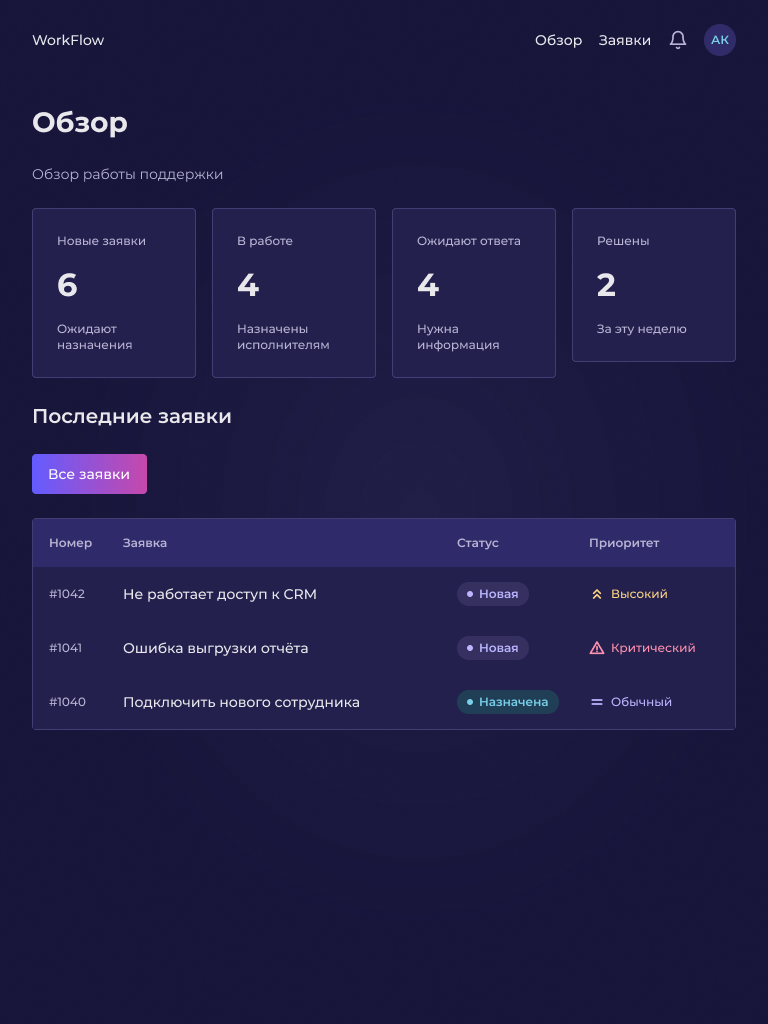 WorkFlow
Обзор
Заявки
АК
Обзор
Обзор работы поддержки
Новые заявки
6
Ожидают
назначения
В работе
4
Назначены
исполнителям
Ожидают ответа
4
Нужна
информация
Решены
2
За эту неделю
Последние заявки
Все заявки
Номер Заявка Статус Приоритет
#1042 Не работает доступ к CRM Новая Высокий
#1041 Ошибка выгрузки отчёта Новая Критический
#1040 Подключить нового сотрудника Назначена Обычный